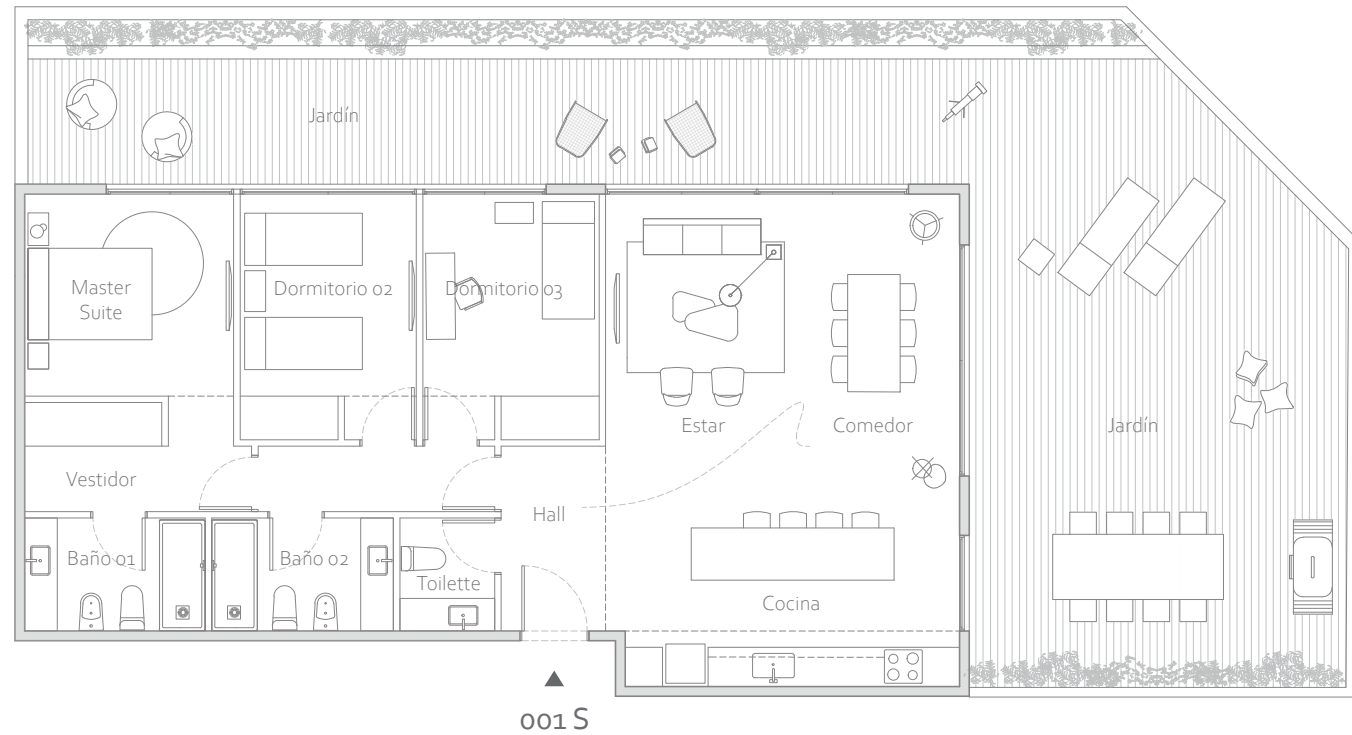 Jardín
Master
Suite
Dormitorio 02
Dormitorio 03
Estar
Comedor
Jardín
Vestidor
Hall
Baño 01
Baño 02
Toilette
Cocina
001 S